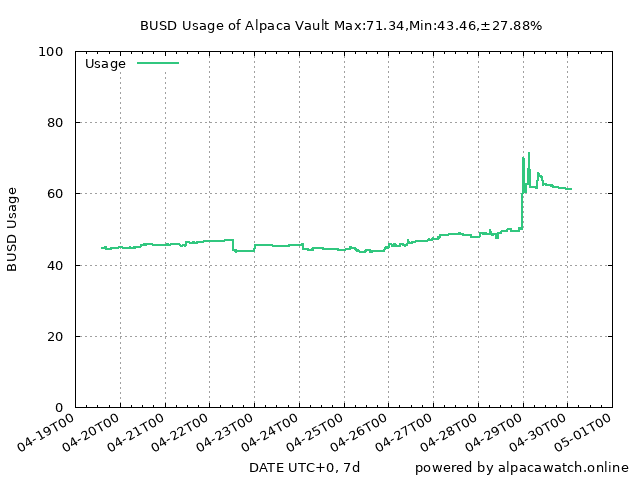 BUSD Usage of Alpaca Vault Max:71.34,Min:43.46,±27.88%
Usage
BUSD Usage
100
80
60
40
20
0
04-19T00 04-20T00 04-21T00 04-22T00 04-23T00 04-24T00 04-25T00 04-26T00 04-27T00 04-28T00 04-29T00 04-30T00 05-01T00
DATE UTC+0, 7d
powered by alpacawatch.online